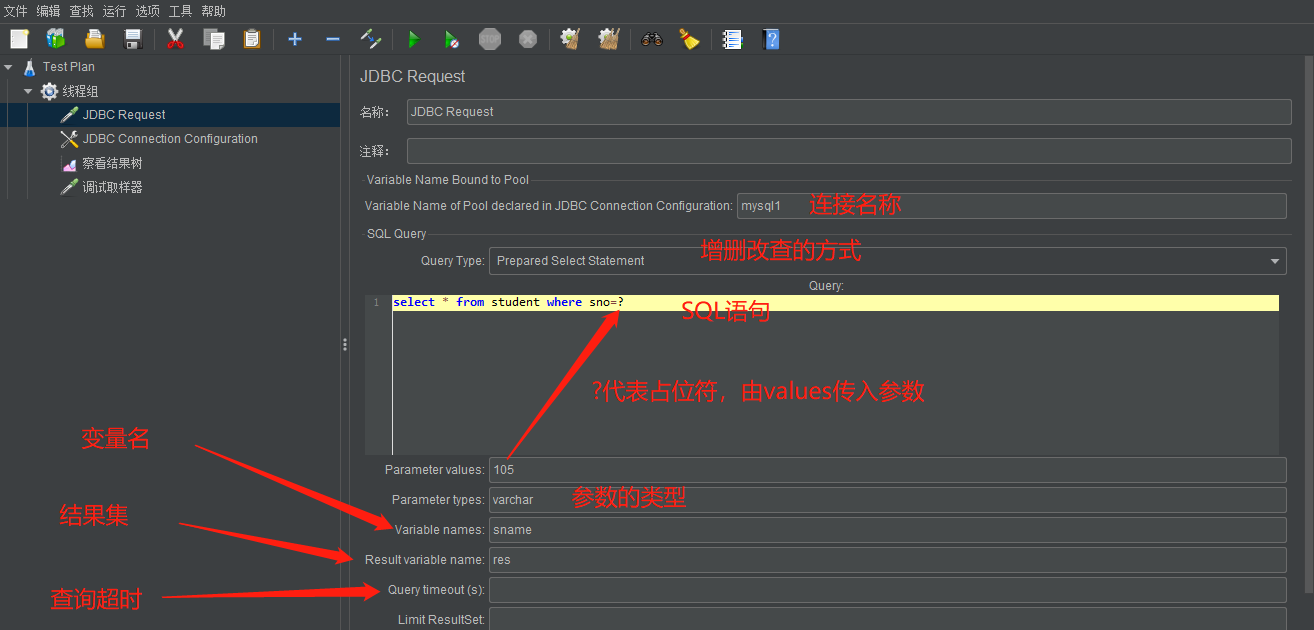 文件 编辑 查找 运行 选项 工具 帮助
STOP
?
Test Plan
线程组
JDBC Request
JDBC Connection Configuration
察看结果树
调试取样器
JDBC Request
名称： JDBC Request
注释：
Variable Name Bound to Pool
Variable Name of Pool declared in JDBC Connection Configuration: mysql1 连接名称
SQL Query
增删改查的方式
Query Type: Prepared Select Statement
Query:
1 select * from student where sno=?
SQL语句
?代表占位符，由values传入参数
变量名
Parameter values: 105
Parameter types: varchar 参数的类型
结果集
Variable names: sname
Result variable name: res
查询超时
Query timeout (s):
Limit ResultSet: